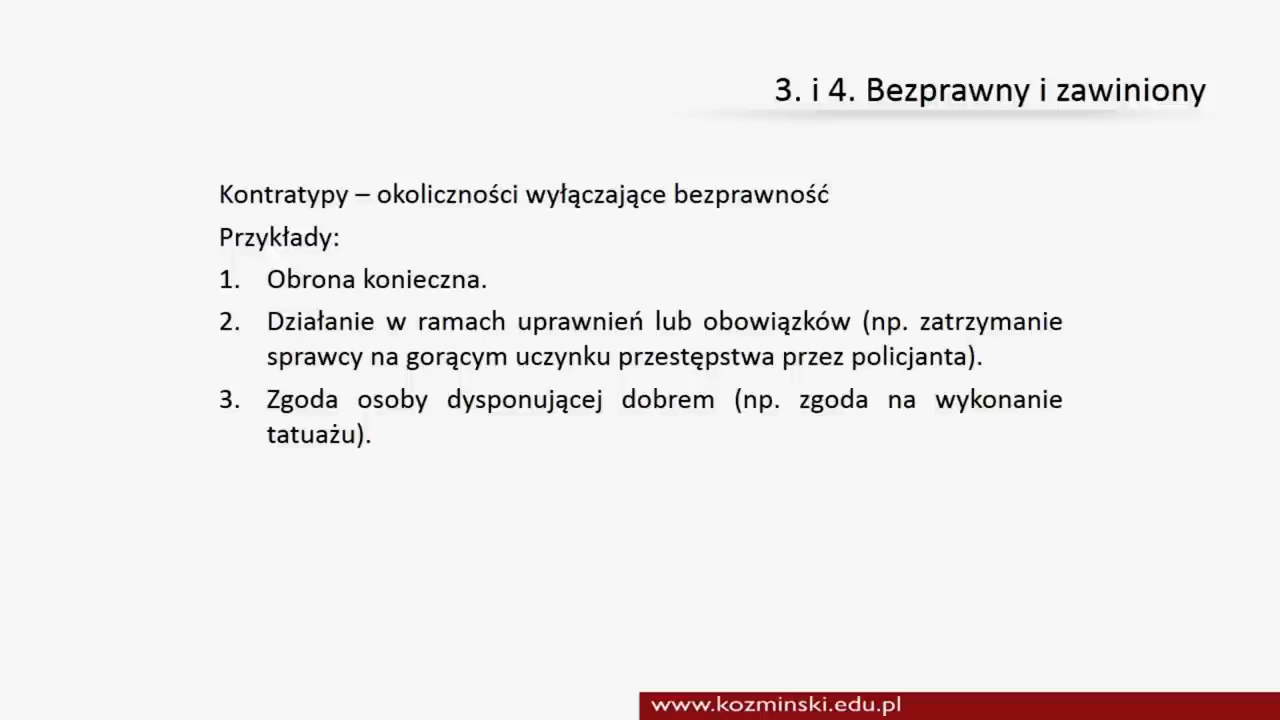 3. i 4. Bezprawny i zawiniony
Kontratypy – okoliczności wyłączające bezprawność
Przykłady:
1. Obrona konieczna.
2. Działanie w ramach uprawnień lub obowiązków (np. zatrzymanie
sprawcy na gorącym uczynku przestępstwa przez policjanta).
3. Zgoda osoby dysponującej dobrem (np. zgoda na wykonanie
tatuażu).
www.kozminski.edu.pl